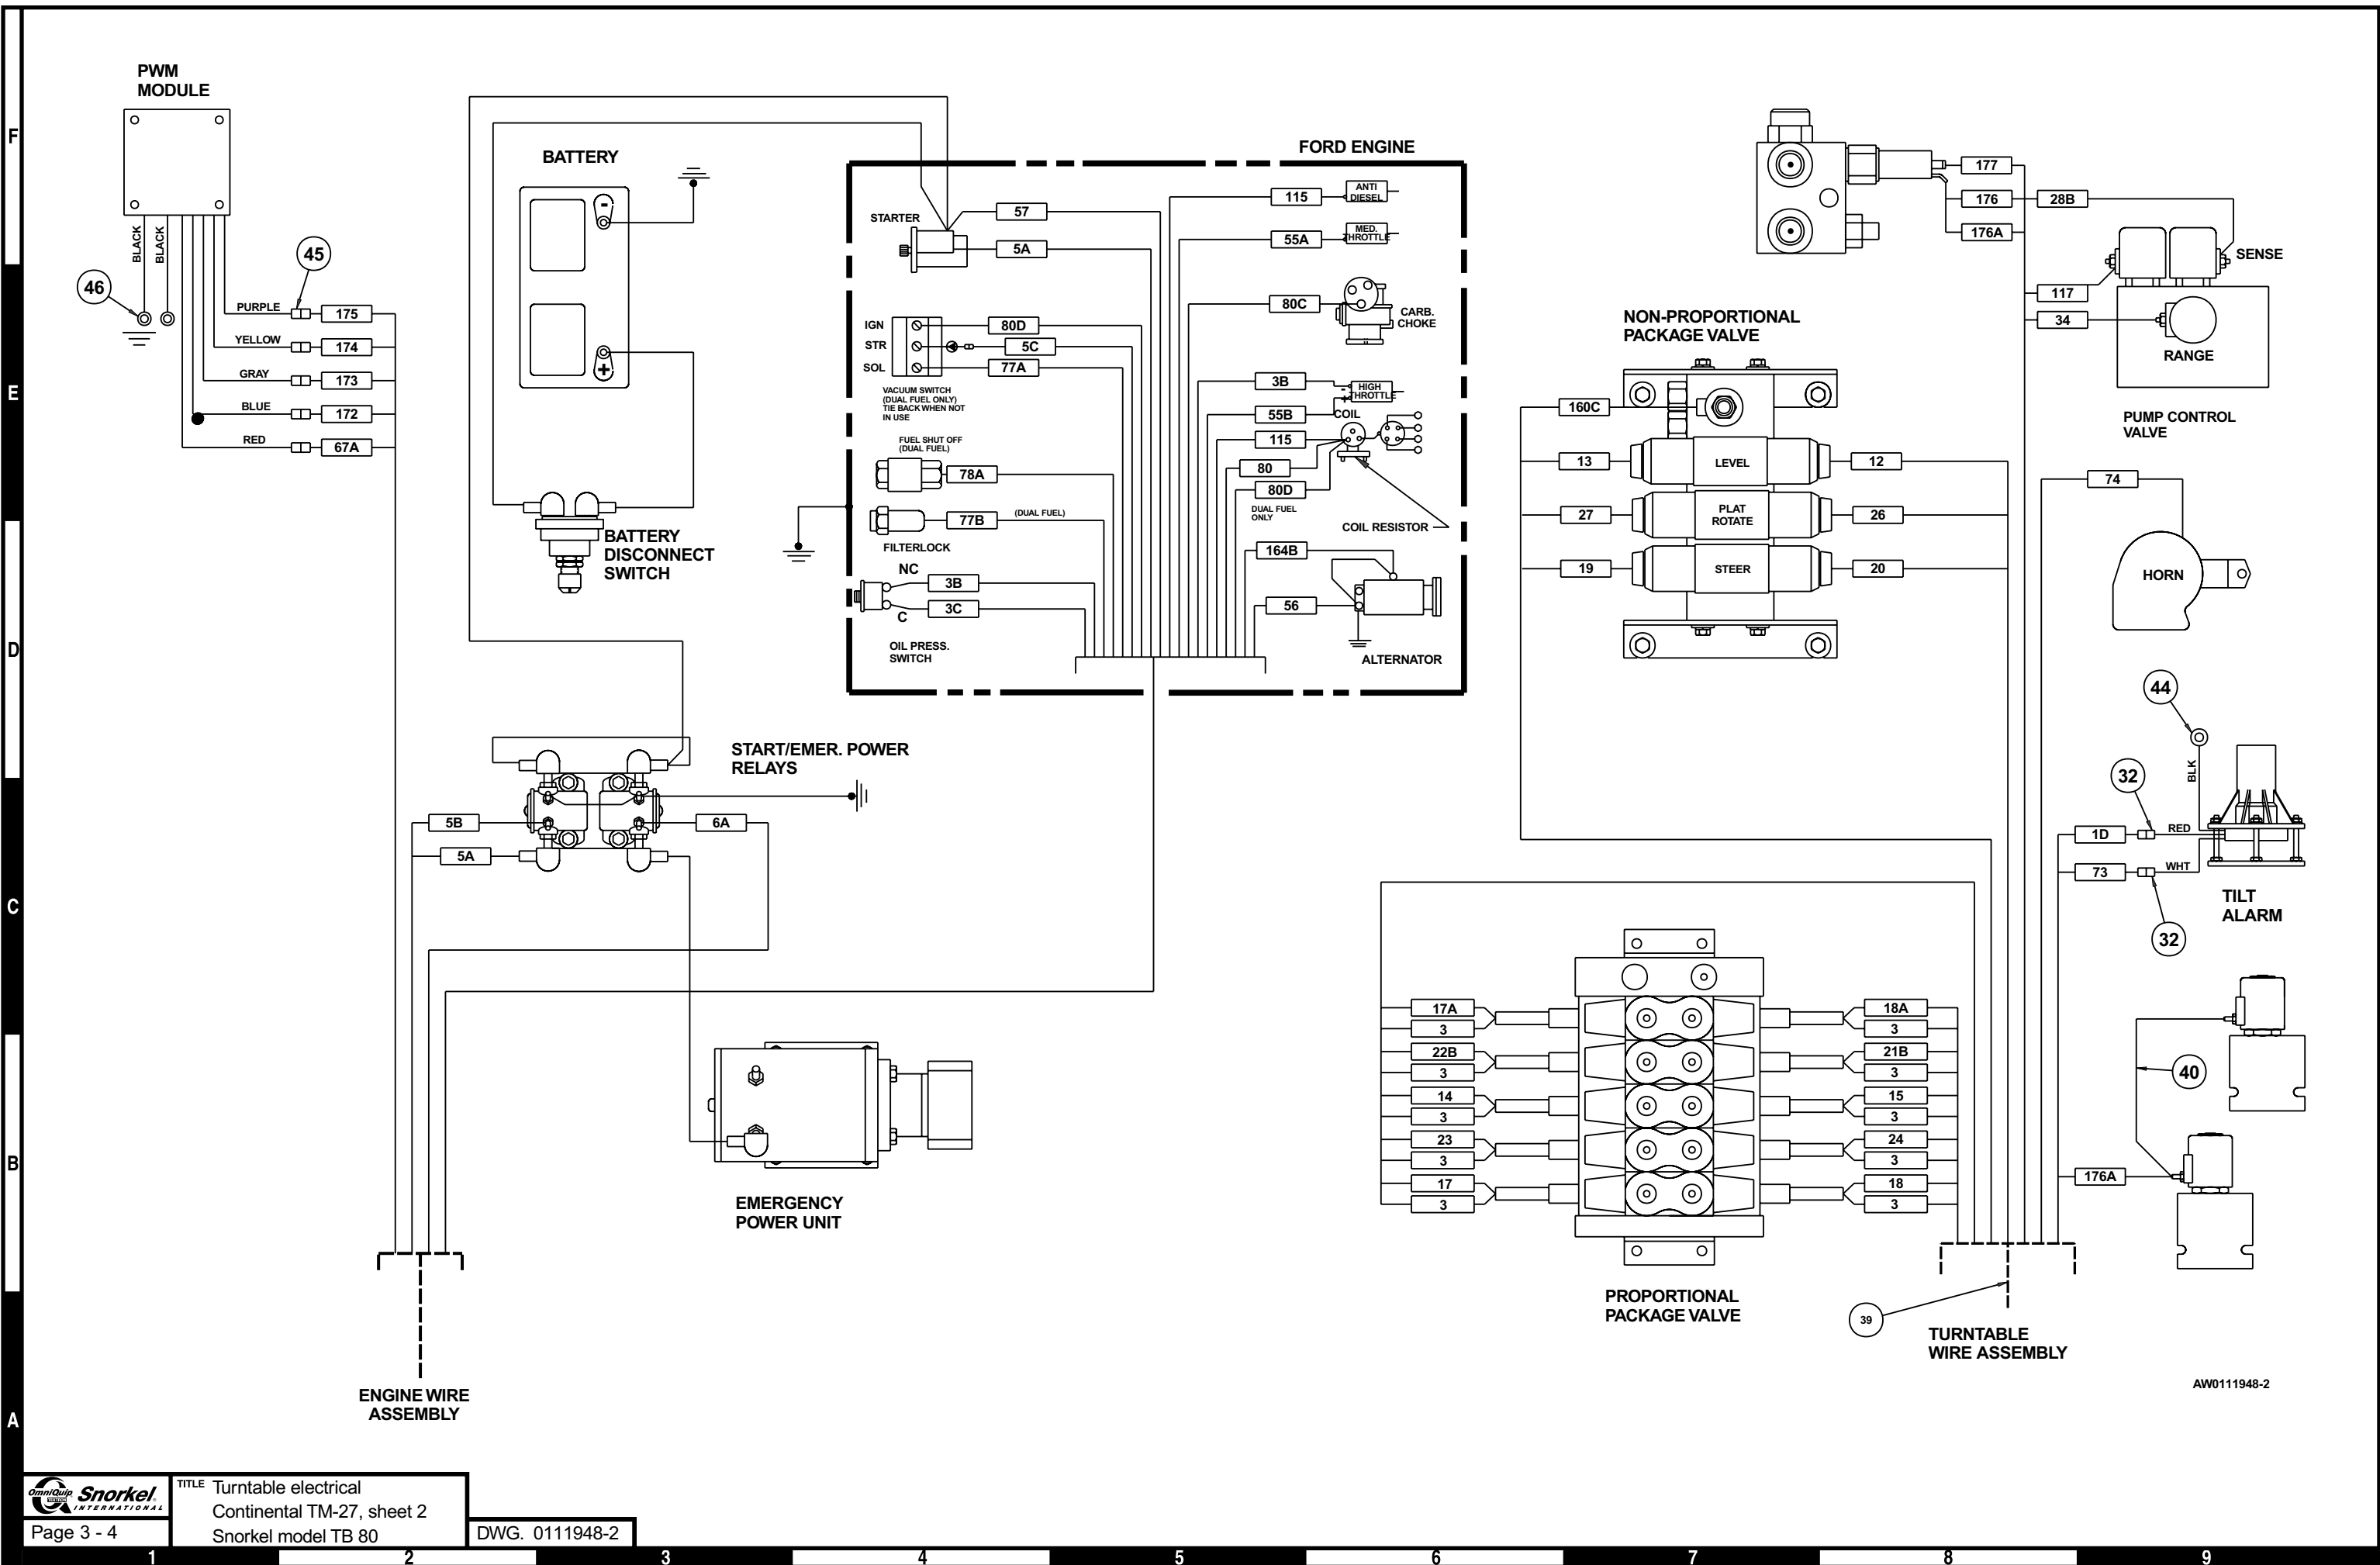 PWM
MODULE
BLACK
BLACK
46
45
PURPLE
175
YELLOW
174
GRAY
173
BLUE
172
RED
67A
BATTERY
-
+
BATTERY
DISCONNECT
SWITCH
FORD ENGINE
STARTER
57
5A
IGN
80D
STR
5C
SOL
77A
VACUUM SWITCH
(DUAL FUEL ONLY)
TIE BACK WHEN NOT
IN USE
FUEL SHUT OFF
(DUAL FUEL)
78A
77B
(DUAL FUEL)
FILTERLOCK
NC
3B
3C
C
OIL PRESS.
SWITCH
115
ANTI
DIESEL
55A
MED.
THROTTLE
80C
CARB.
CHOKE
3B
-
HIGH
THROTTLE
+
55B
COIL
115
80
80D
DUAL FUEL
ONLY
COIL RESISTOR
164B
56
ALTERNATOR
START/EMER. POWER
RELAYS
5B
6A
5A
EMERGENCY
POWER UNIT
ENGINE WIRE
ASSEMBLY
177
176
28B
176A
SENSE
117
34
RANGE
PUMP CONTROL
VALVE
NON-PROPORTIONAL
PACKAGE VALVE
160C
13
LEVEL
12
27
PLAT
ROTATE
26
19
STEER
20
74
HORN
44
BLK
32
1D
RED
73
WHT
32
TILT
ALARM
40
176A
17A
3
22B
3
14
3
23
3
17
3
18A
3
21B
3
15
3
24
3
18
3
PROPORTIONAL
PACKAGE VALVE
39
TURNTABLE
WIRE ASSEMBLY
AW0111948-2
OmniQuip
TEXTRON
Snorkel.
INTERNATIONAL
Page 3 - 4
TITLE Turntable electrical
Continental TM-27, sheet 2
Snorkel model TB 80
DWG. 0111948-2
F
E
D
C
B
A
1 2 3 4 5 6 7 8 9